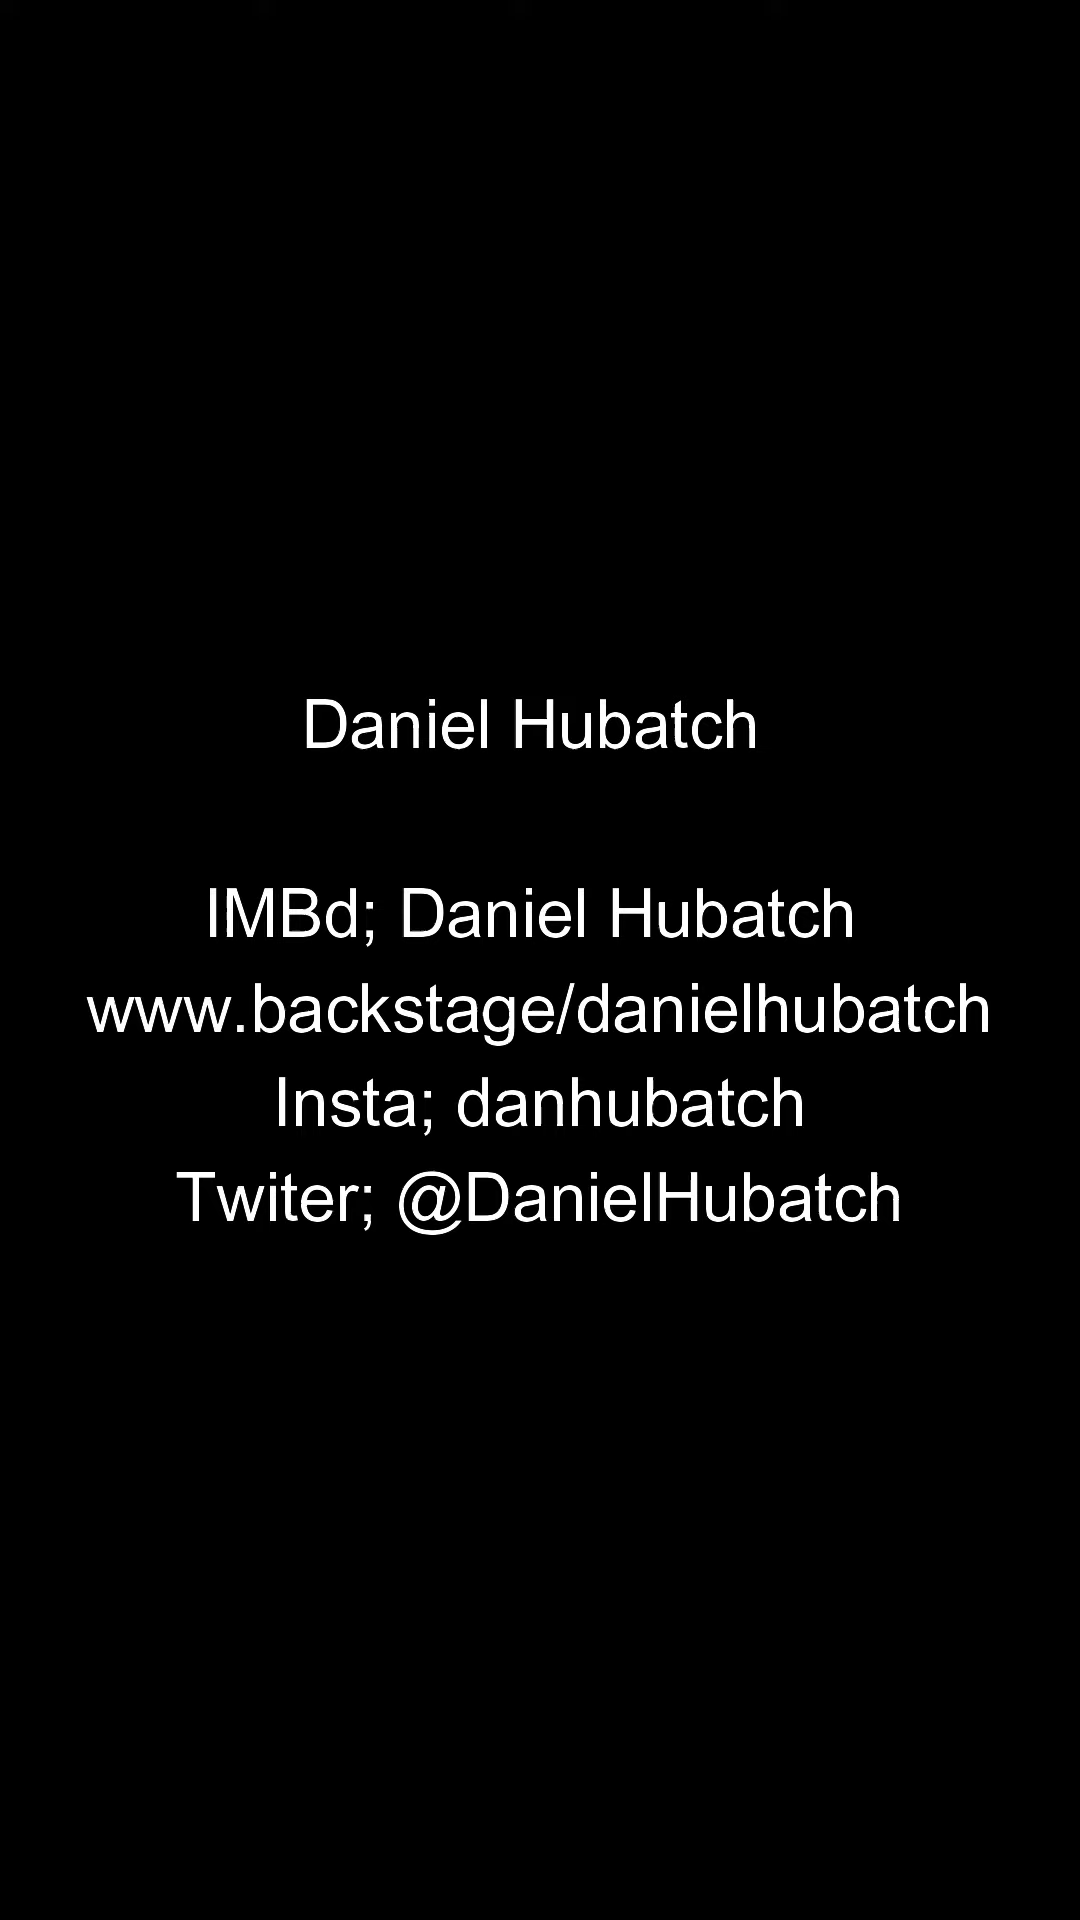 Daniel Hubatch
IMBd; Daniel Hubatch
www.backstage/danielhubatch
Insta; danhubatch
Twiter; @DanielHubatch